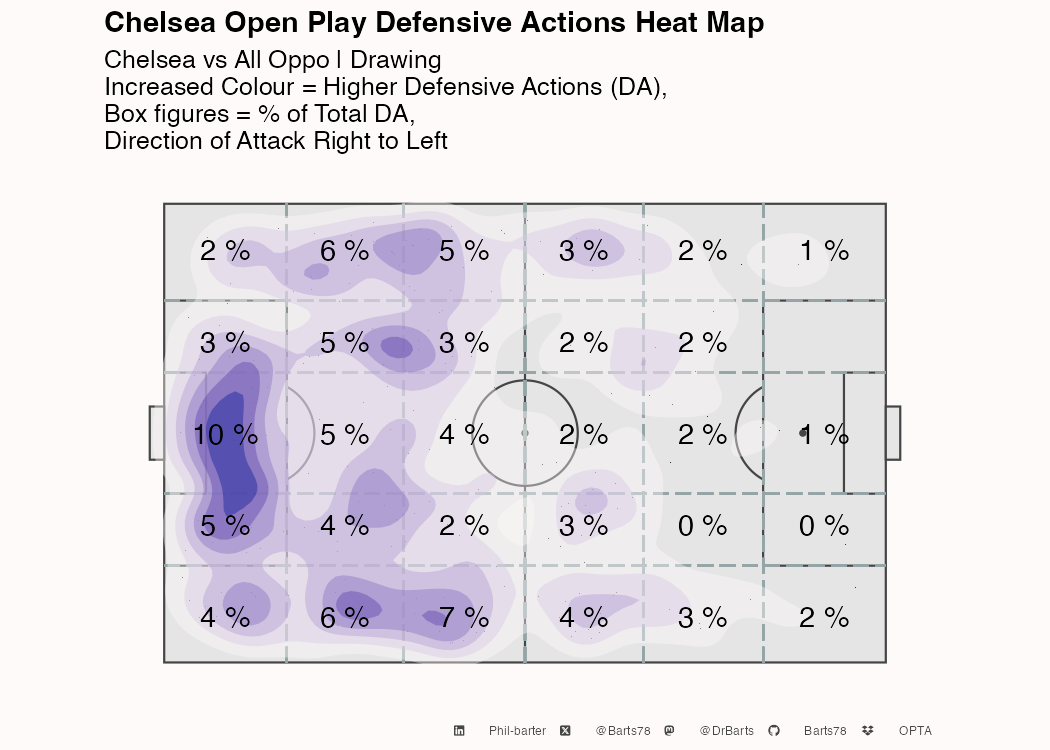 Chelsea Open Play Defensive Actions Heat Map
Chelsea vs All Oppo | Drawing
Increased Colour = Higher Defensive Actions (DA),
Box figures = % of Total DA,
Direction of Attack Right to Left
2 % 6 % 5 % 3 % 2 % 1 %
3 % 5 % 3 % 2 % 2 %
10 % 5 % 4 % 2 % 2 % 1 %
5 % 4 % 2 % 3 % 0 % 0 %
4 % 6 % 7 % 4 % 3 % 2 %
Phil-barter @Barts78 @DrBarts Barts78 OPTA